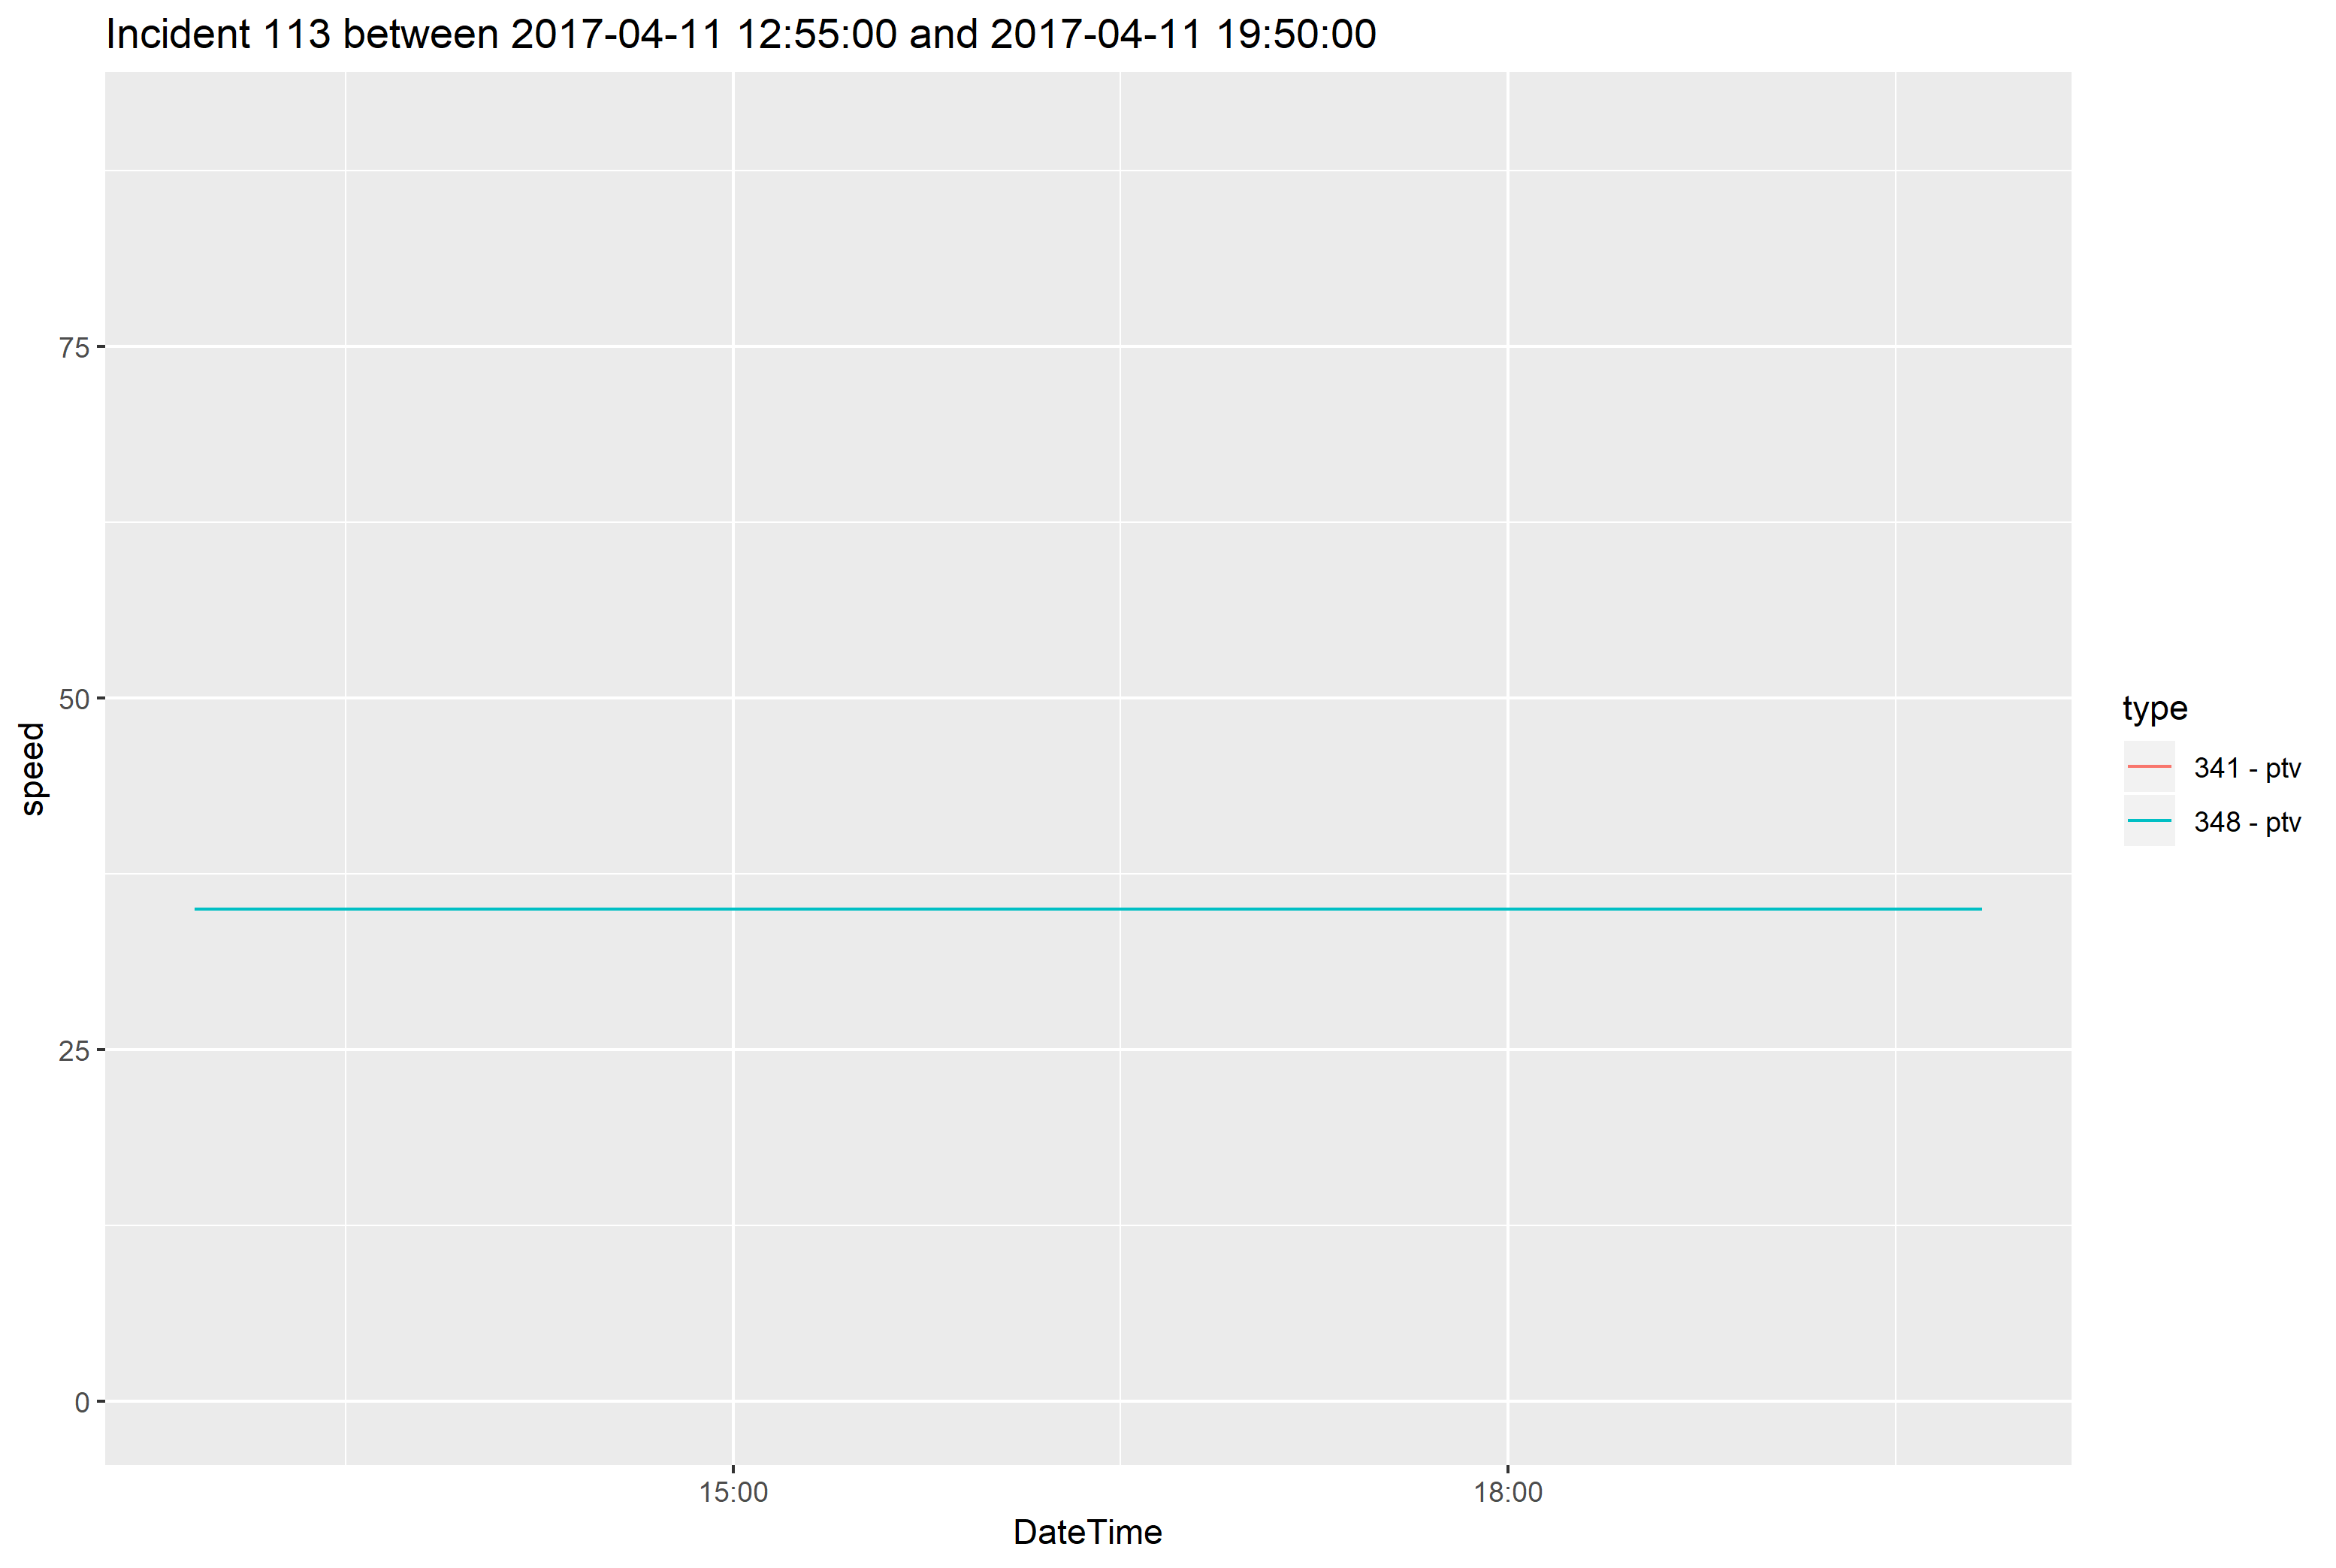 Incident 113 between 2017-04-11 12:55:00 and 2017-04-11 19:50:00
75
50
25
0
speed
15:00
18:00
DateTime
type
341 - ptv
348 - ptv